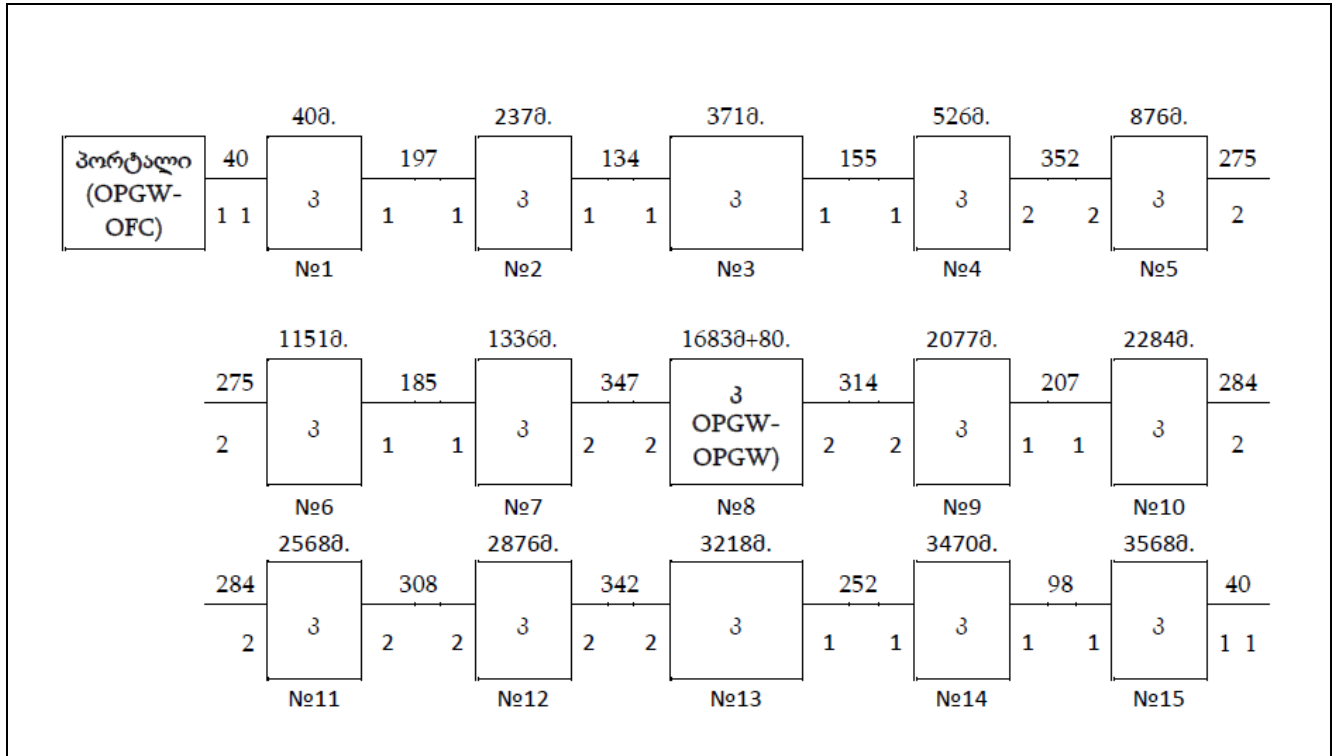 40მ. 237მ. 371მ. 526მ. 876მ.
პორტალი 40 197 134 155 352 275
(OPGW- პ პ პ პ პ
OFC) 1 1 1 1 1 1 1 1 2 2 2
№1 №2 №3 №4 №5
1151მ. 1336მ. 1683მ+80. 2077მ. 2284მ.
275 185 347 314 207 284
პ პ პ პ პ
OPGW-
OPGW)
2 1 1 2 2 2 2 1 1 2
№6 №7 №8 №9 №10
2568მ. 2876მ. 3218მ. 3470მ. 3568მ.
284 308 342 252 98 40
პ პ პ პ პ
2 2 2 2 2 1 1 1 1 1 1
№11 №12 №13 №14 №15